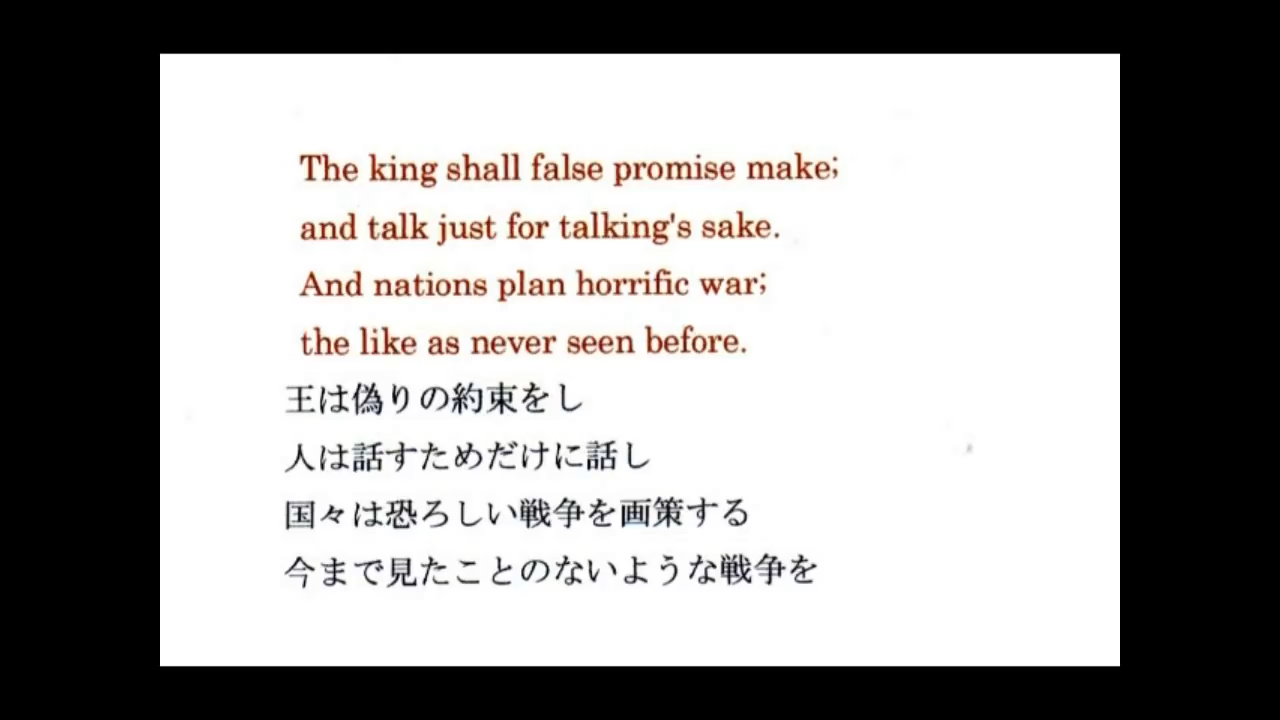 The king shall false promise make;
and talk just for talking's sake.
And nations plan horrific war;
the like as never seen before.
王は偽りの約束をし
人は話すためだけに話し
国々は恐ろしい戦争を画策する
今まで見たことのないような戦争を